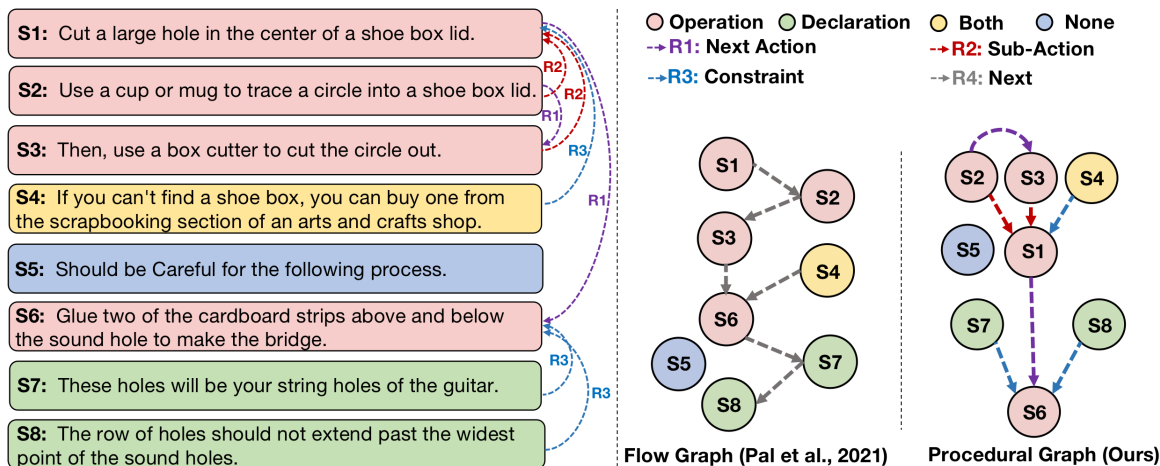 S1: Cut a large hole in the center of a shoe box lid.
S2: Use a cup or mug to trace a circle into a shoe box lid.
S3: Then, use a box cutter to cut the circle out.
S4: If you can't find a shoe box, you can buy one from
the scrapbooking section of an arts and crafts shop.
S5: Should be Careful for the following process.
S6: Glue two of the cardboard strips above and below
the sound hole to make the bridge.
S7: These holes will be your string holes of the guitar.
S8: The row of holes should not extend past the widest
point of the sound holes.
R2
R2
R1
R3
R1
R3
R3
Operation
Declaration
Both
None
R1: Next Action
R2: Sub-Action
R3: Constraint
R4: Next
S1
S2
S3
S4
S6
S5
S7
S8
Flow Graph (Pal et al., 2021)
S2
S3
S4
S5
S1
S7
S8
S6
Procedural Graph (Ours)